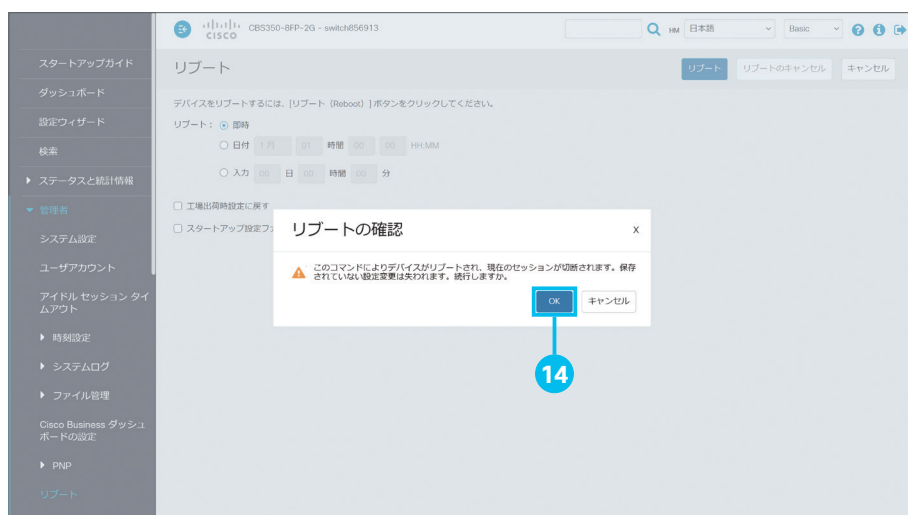 CISCO CBS350-8FP-2G - switch856913 HM 日本語 Basic
スタートアップガイド
ダッシュボード
設定ウィザード
検索
ステータスと統計情報
管理者
システム設定
ユーザアカウント
アイドル セッション タイ
ムアウト
時刻設定
システムログ
ファイル管理
Cisco Business ダッシュ
ボードの設定
PNP
リブート
リブート リブート リブートのキャンセル キャンセル
デバイスをリブートするには、[リブート（Reboot）] ボタンをクリックしてください。
リブート： 即時
日付 1月 01 時間 00 00 HH:MM
入力 00 日 00 時間 00 分
工場出荷時設定に戻す
スタートアップ設定フ
リブートの確認 x
このコマンドによりデバイスがリブートされ、現在のセッションが切断されます。保存
されていない設定変更は失われます。続行しますか。
OK キャンセル
14